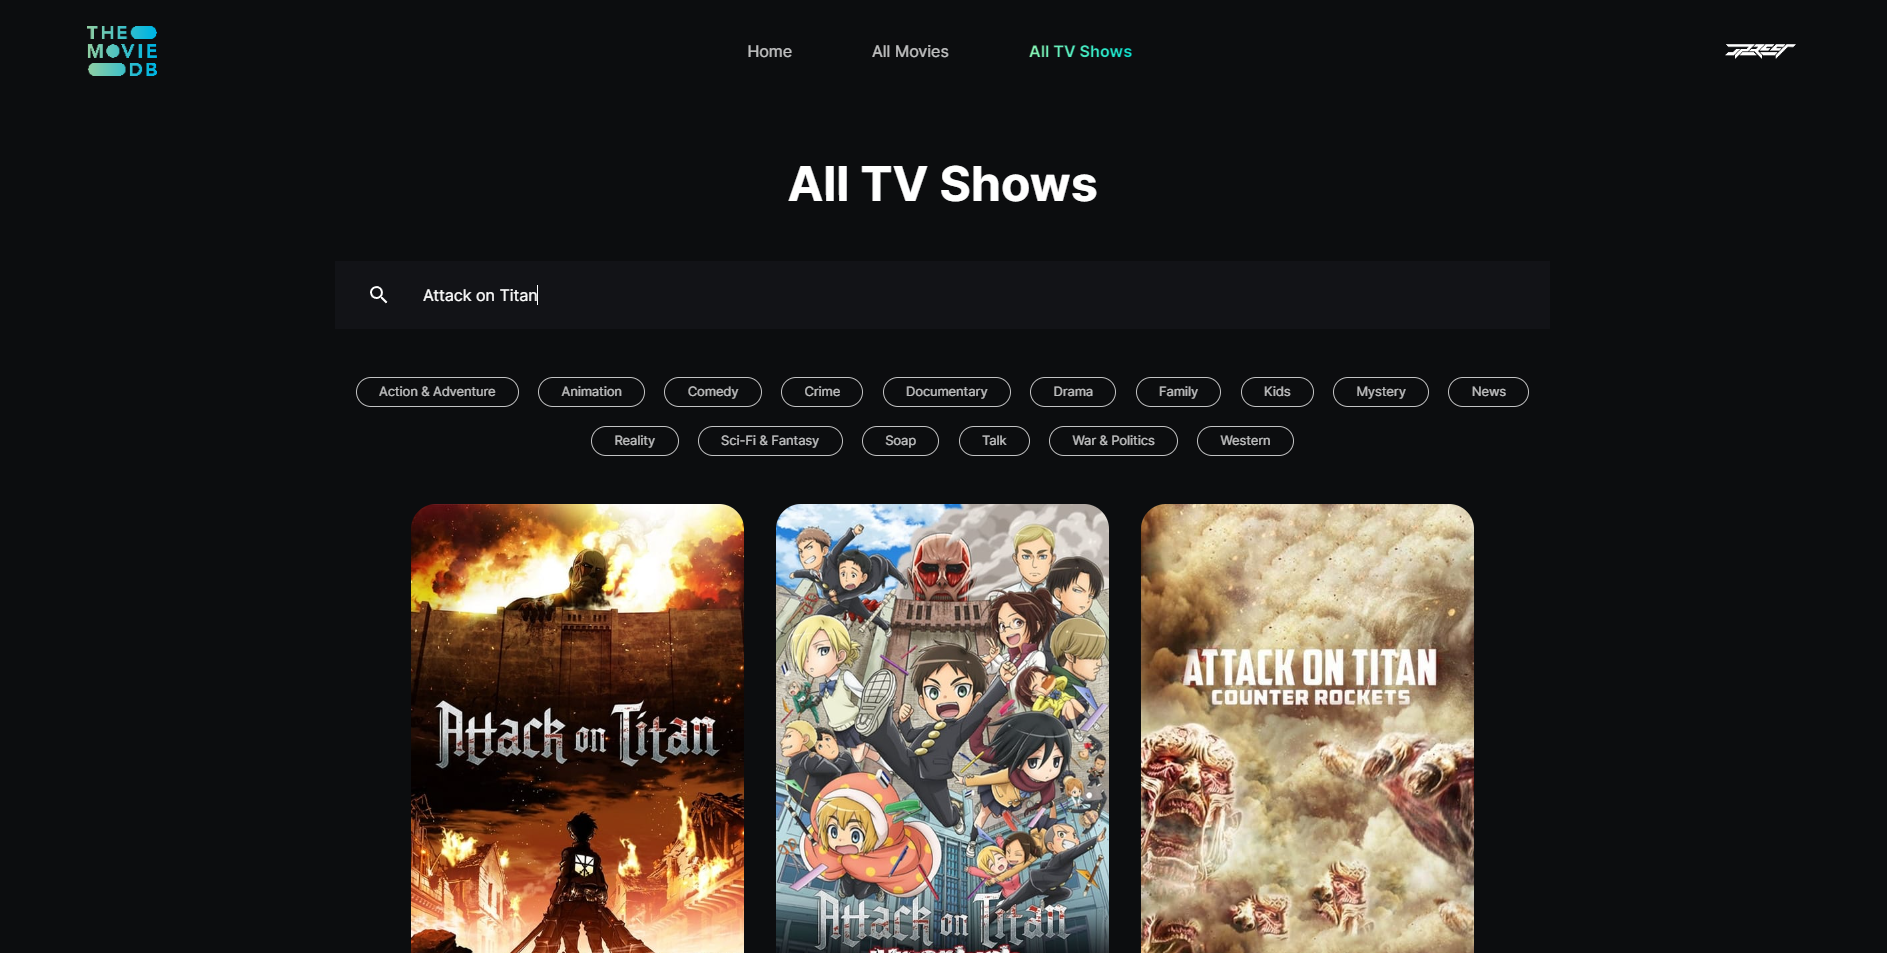 THE
MOVIE
DB
Home
All Movies
All TV Shows
All TV Shows
Attack on Titan
Action & Adventure
Animation
Comedy
Crime
Documentary
Drama
Family
Kids
Mystery
News
Reality
Sci-Fi & Fantasy
Soap
Talk
War & Politics
Western
Attack on Titan
Attack on Titan
ATTACK ON TITAN
COUNTER ROCKETS